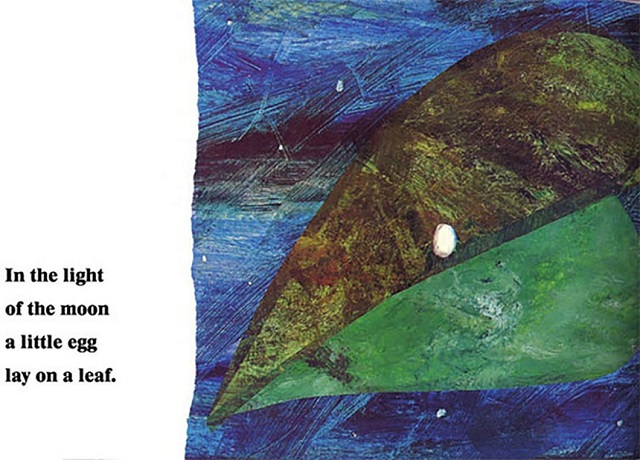 In the light
of the moon
a little egg
lay on a leaf.